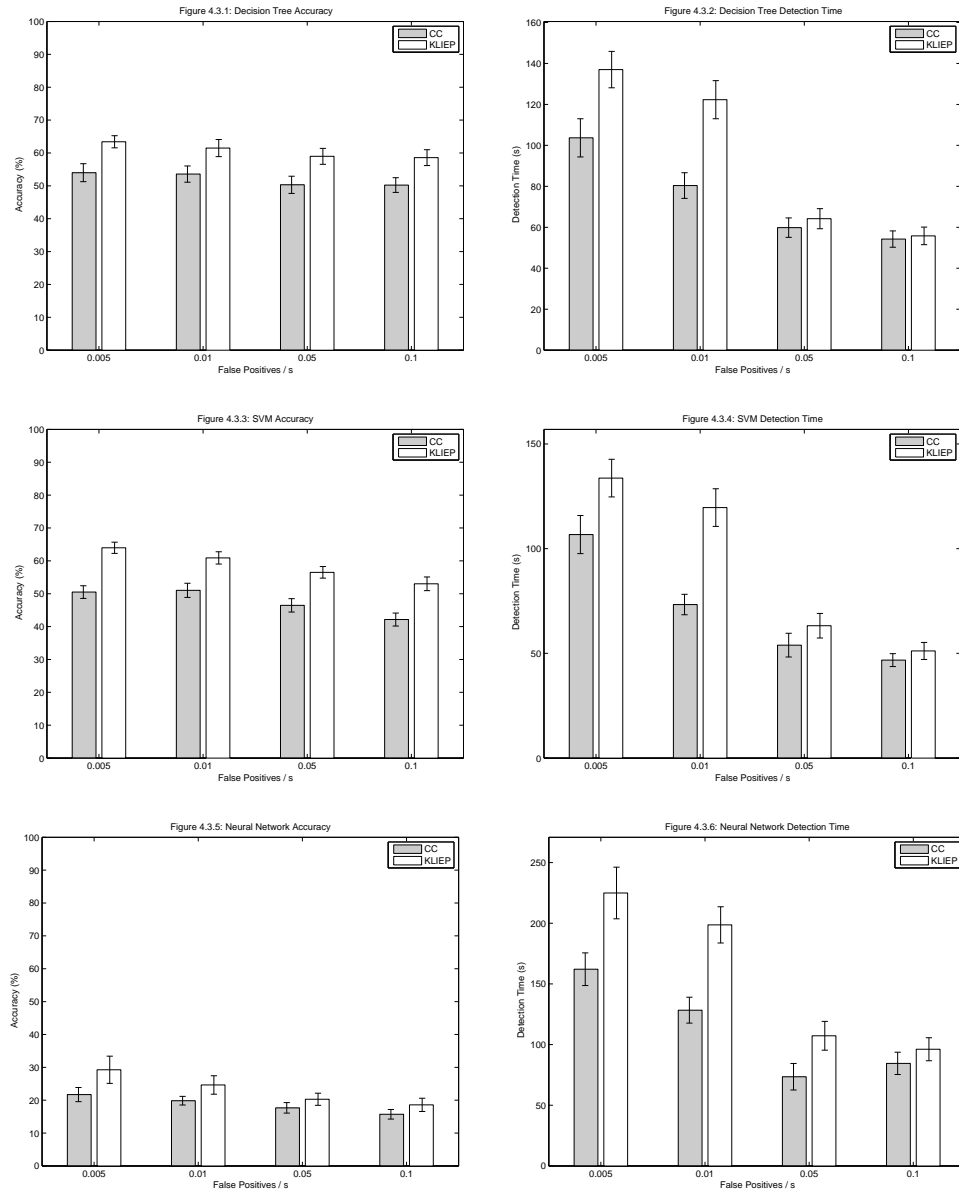 Figure 4.3.1: Decision Tree Accuracy
CC
KLIEP
Accuracy (%)
100
90
80
70
60
50
40
30
20
10
0
0.005 0.01 0.05 0.1
False Positives / s
Figure 4.3.2: Decision Tree Detection Time
CC
KLIEP
Detection Time (s)
160
140
120
100
80
60
40
20
0
0.005 0.01 0.05 0.1
False Positives / s
Figure 4.3.3: SVM Accuracy
CC
KLIEP
Accuracy (%)
100
90
80
70
60
50
40
30
20
10
0
0.005 0.01 0.05 0.1
False Positives / s
Figure 4.3.4: SVM Detection Time
CC
KLIEP
Detection Time (s)
150
100
50
0
0.005 0.01 0.05 0.1
False Positives / s
Figure 4.3.5: Neural Network Accuracy
CC
KLIEP
Accuracy (%)
100
90
80
70
60
50
40
30
20
10
0
0.005 0.01 0.05 0.1
False Positives / s
Figure 4.3.6: Neural Network Detection Time
CC
KLIEP
Detection Time (s)
250
200
150
100
50
0
0.005 0.01 0.05 0.1
False Positives / s